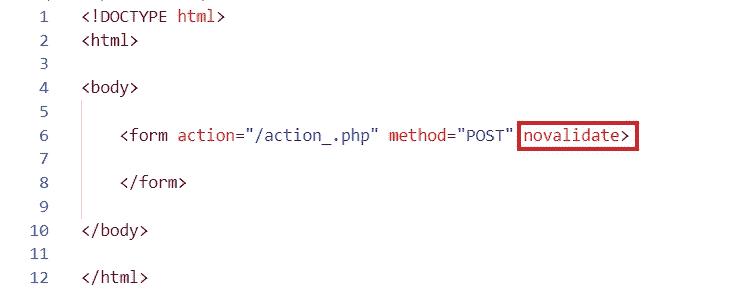 1 <!DOCTYPE html>
2 <html>
3
4 <body>
5
6 <form action="/action_.php" method="POST" novalidate>
7
8 </form>
9
10 </body>
11
12 </html>